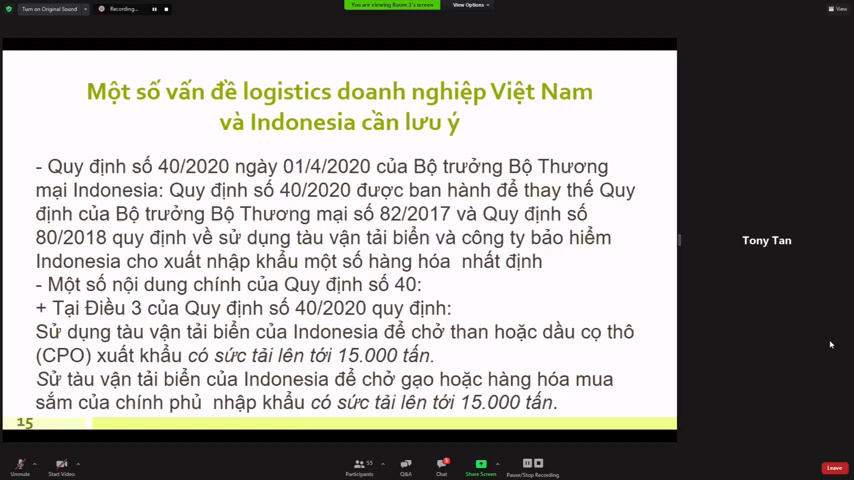 Turn on Original Sound
Recording...
You are viewing Room 3's screen
View Options
View
Một số vấn đề logistics doanh nghiệp Việt Nam
và Indonesia cần lưu ý
- Quy định số 40/2020 ngày 01/4/2020 của Bộ trưởng Bộ Thương
mại Indonesia: Quy định số 40/2020 được ban hành để thay thế Quy
định của Bộ trưởng Bộ Thương mại số 82/2017 và Quy định số
80/2018 quy định về sử dụng tàu vận tải biển và công ty bảo hiểm
Indonesia cho xuất nhập khẩu một số hàng hóa nhất định
- Một số nội dung chính của Quy định số 40:
+ Tại Điều 3 của Quy định số 40/2020 quy định:
Sử dụng tàu vận tải biển của Indonesia để chở than hoặc dầu cọ thô
(CPO) xuất khẩu có sức tải lên tới 15.000 tấn.
Sử tàu vận tải biển của Indonesia để chở gạo hoặc hàng hóa mua
sắm của chính phủ nhập khẩu có sức tải lên tới 15.000 tấn.
15
Tony Tan
Unmute
Start Video
Participants
55
Q&A
Chat
Share Screen
Pause/Stop Recording
Leave